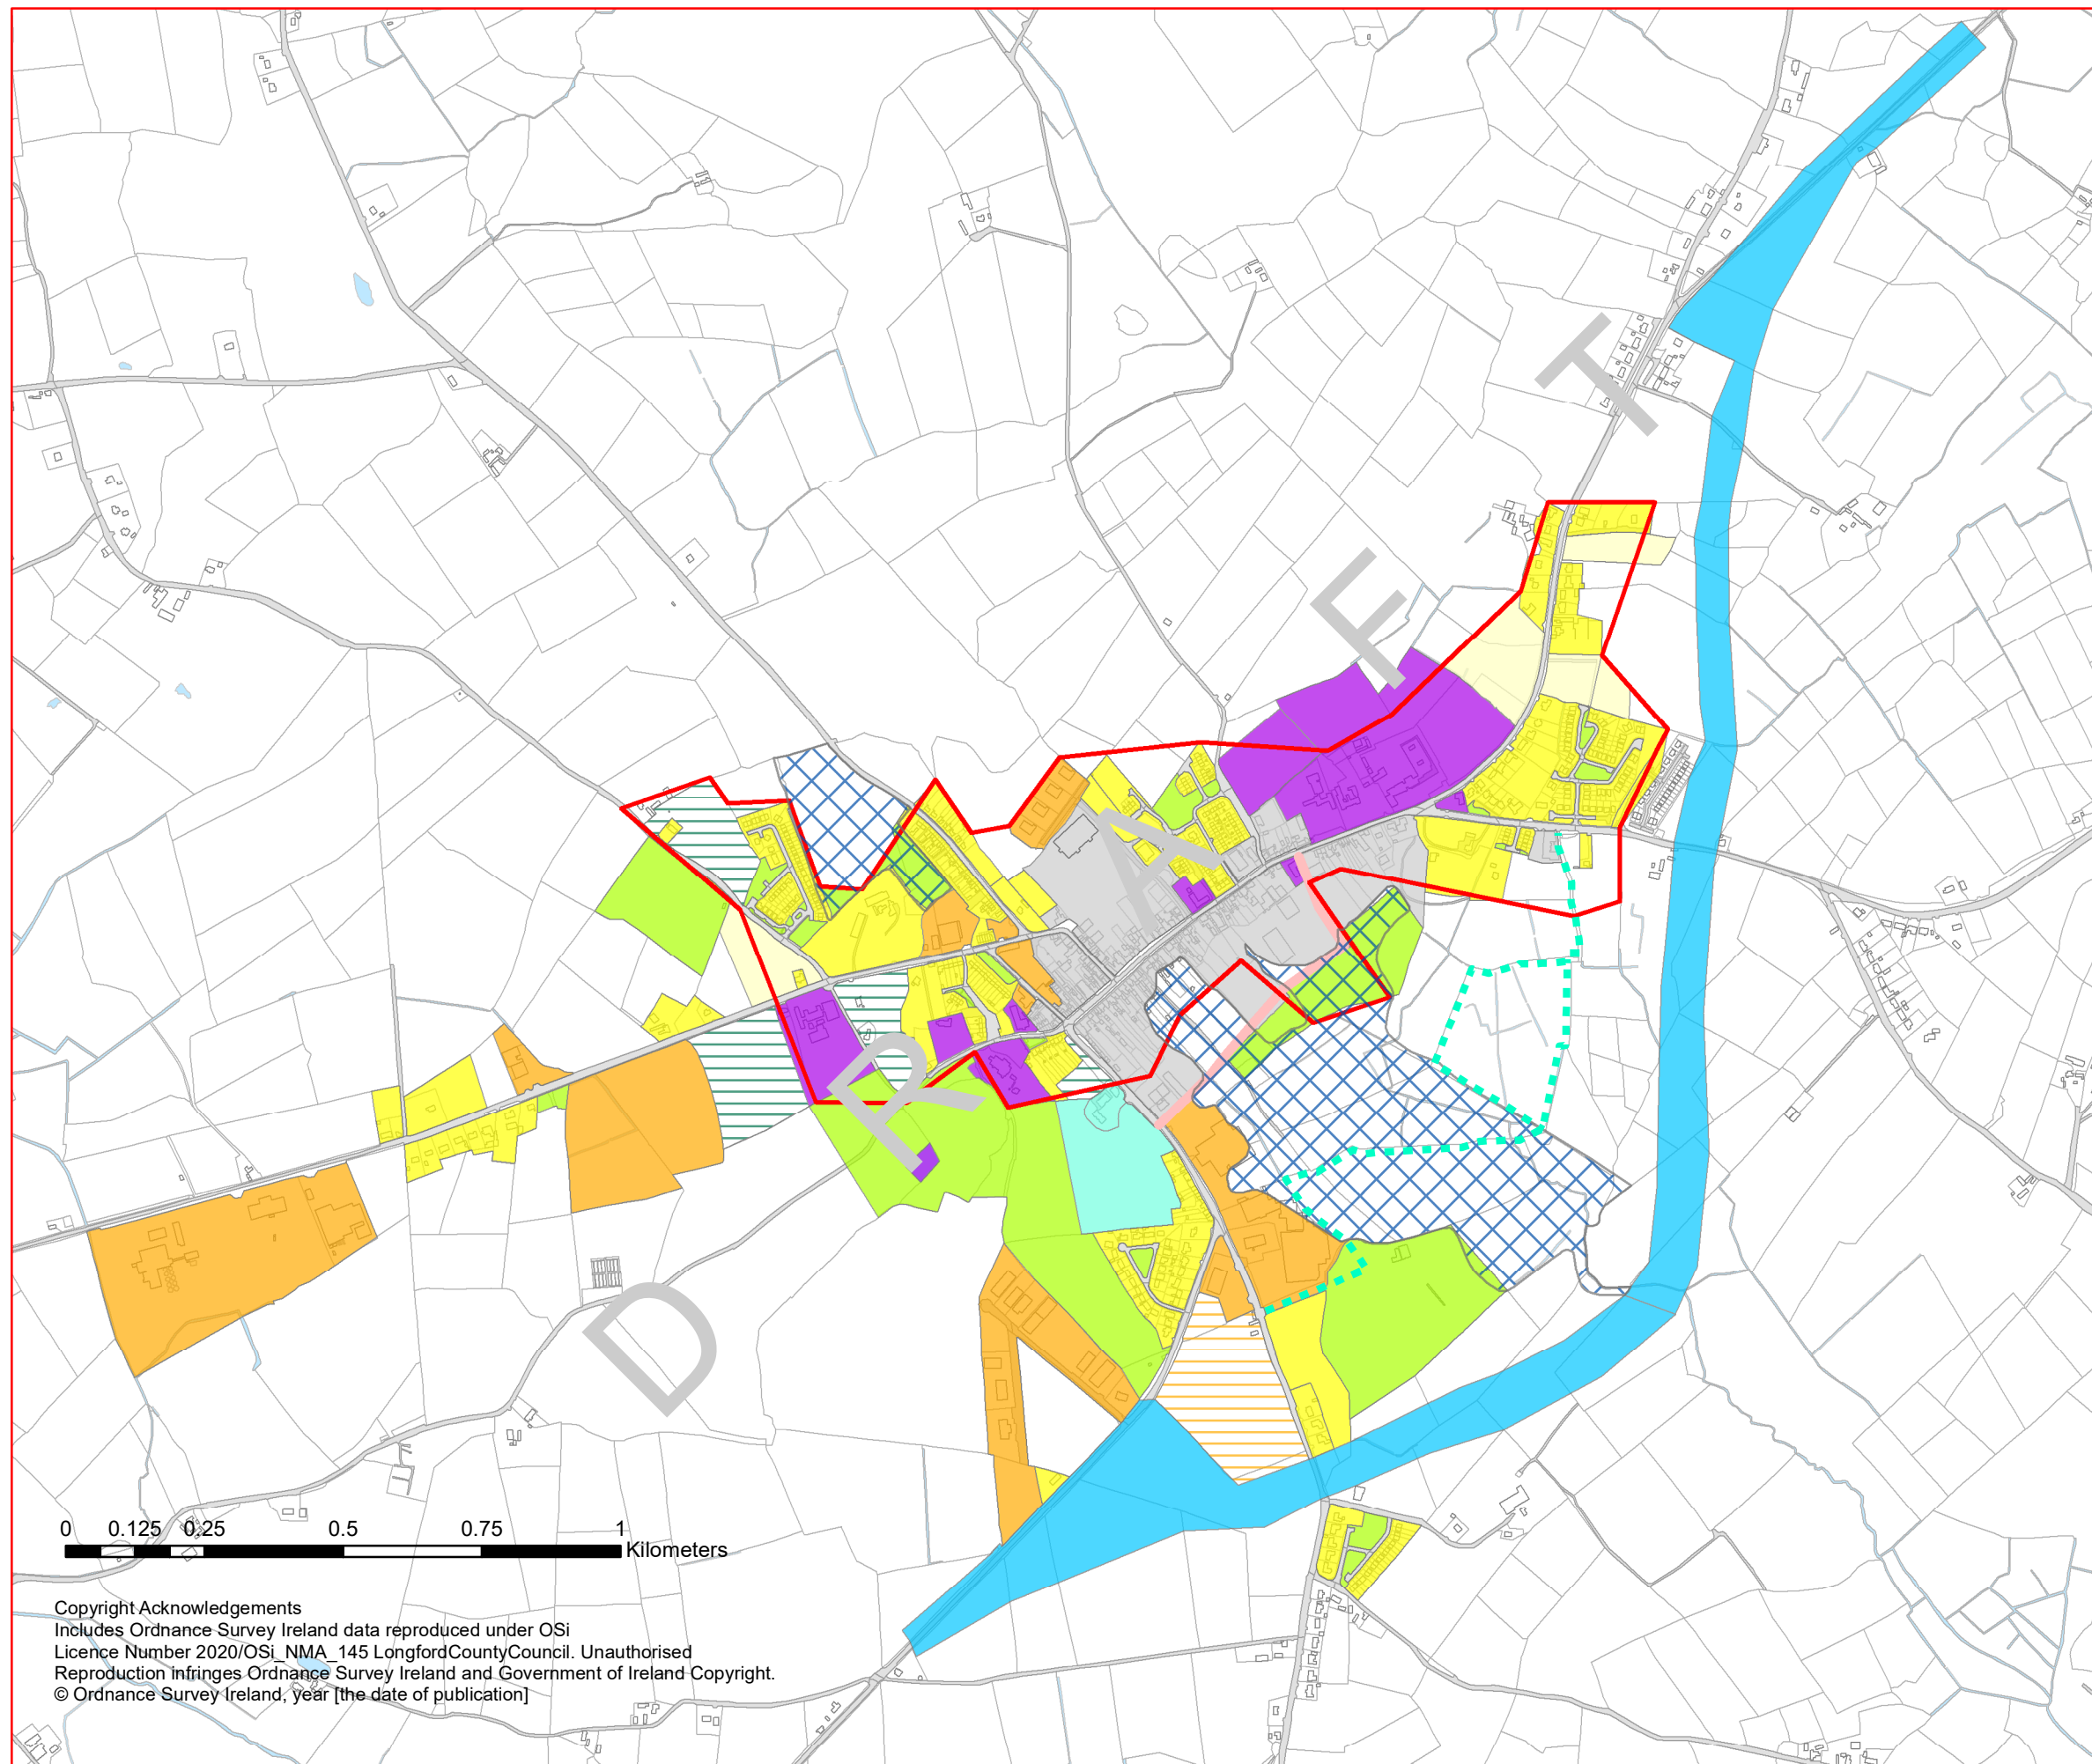 D R A F T
0 0.125 0.25 0.5 0.75 1
Kilometers
Copyright Acknowledgements
Includes Ordnance Survey Ireland data reproduced under OSi
Licence Number 2020/OSi_NMA_145 LongfordCountyCouncil. Unauthorised
Reproduction infringes Ordnance Survey Ireland and Government of Ireland Copyright.
© Ordnance Survey Ireland, year [the date of publication]